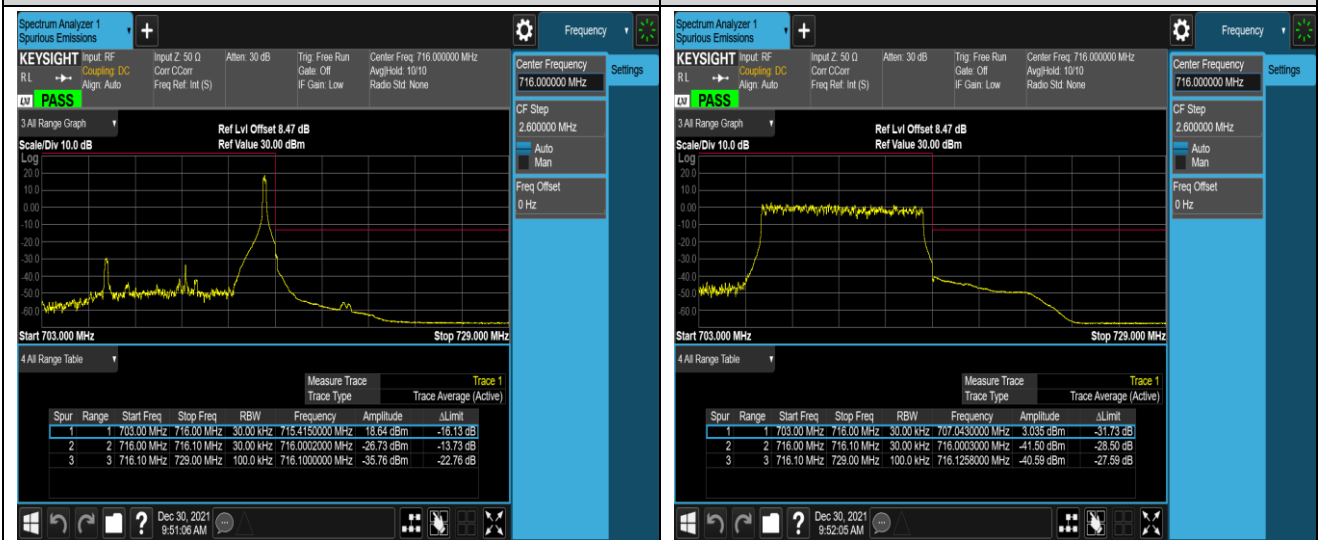 Spectrum Analyzer 1
Spurious Emissions
+
Frequency
KEYSIGHT
RL
Input: RF
Coupling: DC
Align: Auto
Input Z: 50 Ω
Corr CCorr
Freq Ref: Int (S)
Atten: 30 dB
Trig: Free Run
Gate: Off
IF Gain: Low
Center Freq: 716.000000 MHz
Avg|Hold: 10/10
Radio Std: None
LXI PASS
Center Frequency
716.000000 MHz
Settings
CF Step
2.600000 MHz
Auto
Man
Freq Offset
0 Hz
3 All Range Graph
Ref Lvl Offset 8.47 dB
Scale/Div 10.0 dB
Ref Value 30.00 dBm
Log
20.0
10.0
0.00
-10.0
-20.0
-30.0
-40.0
-50.0
-60.0
Start 703.000 MHz
Stop 729.000 MHz
4 All Range Table
Measure Trace Trace 1
Trace Type Trace Average (Active)
Spur Range Start Freq Stop Freq RBW Frequency Amplitude ΔLimit
1 1 703.00 MHz 716.00 MHz 30.00 kHz 715.4150000 MHz 18.64 dBm -16.13 dB
2 2 716.00 MHz 716.10 MHz 30.00 kHz 716.0002000 MHz -26.73 dBm -13.73 dB
3 3 716.10 MHz 729.00 MHz 100.0 kHz 716.1000000 MHz -35.76 dBm -22.76 dB
?
Dec 30, 2021
9:51:06 AM
Spectrum Analyzer 1
Spurious Emissions
+
Frequency
KEYSIGHT
RL
Input: RF
Coupling: DC
Align: Auto
Input Z: 50 Ω
Corr CCorr
Freq Ref: Int (S)
Atten: 30 dB
Trig: Free Run
Gate: Off
IF Gain: Low
Center Freq: 716.000000 MHz
Avg|Hold: 10/10
Radio Std: None
LXI PASS
Center Frequency
716.000000 MHz
Settings
CF Step
2.600000 MHz
Auto
Man
Freq Offset
0 Hz
3 All Range Graph
Ref Lvl Offset 8.47 dB
Scale/Div 10.0 dB
Ref Value 30.00 dBm
Log
20.0
10.0
0.00
-10.0
-20.0
-30.0
-40.0
-50.0
-60.0
Start 703.000 MHz
Stop 729.000 MHz
4 All Range Table
Measure Trace Trace 1
Trace Type Trace Average (Active)
Spur Range Start Freq Stop Freq RBW Frequency Amplitude ΔLimit
1 1 703.00 MHz 716.00 MHz 30.00 kHz 707.0430000 MHz 3.035 dBm -31.73 dB
2 2 716.00 MHz 716.10 MHz 30.00 kHz 716.0003000 MHz -41.50 dBm -28.50 dB
3 3 716.10 MHz 729.00 MHz 100.0 kHz 716.1258000 MHz -40.59 dBm -27.59 dB
?
Dec 30, 2021
9:52:05 AM